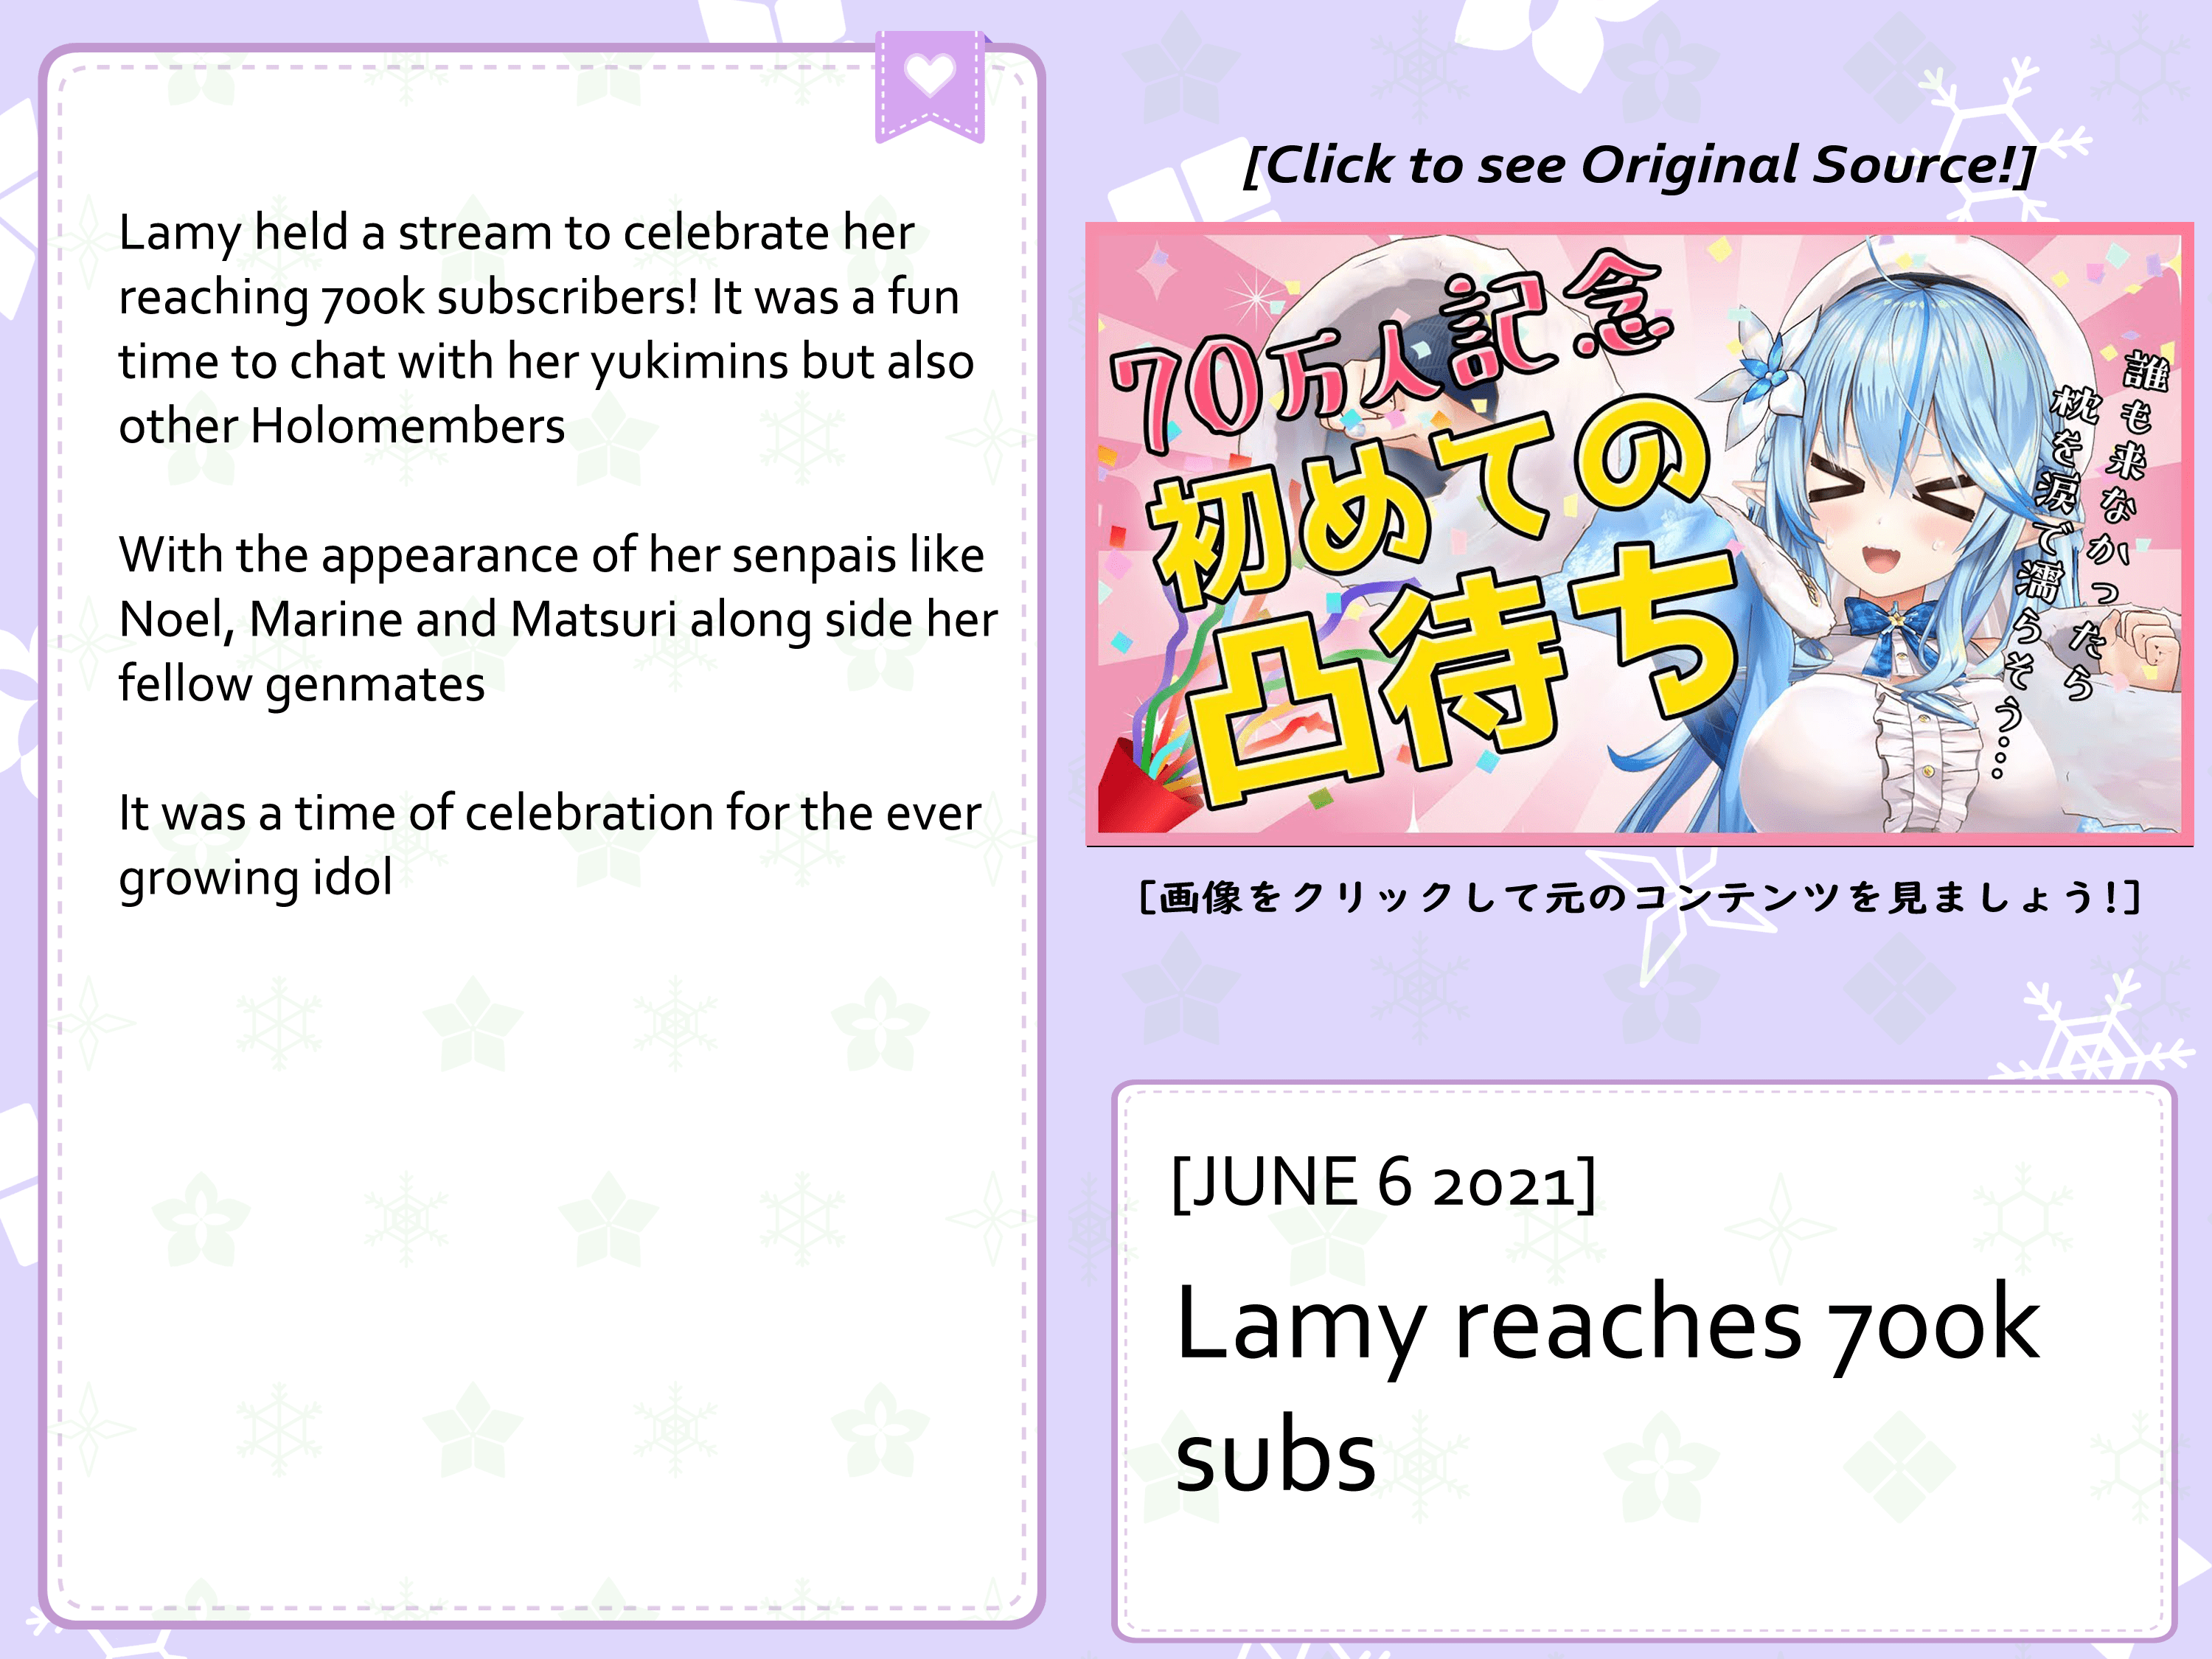 Lamy held a stream to celebrate her
reaching 700k subscribers! It was a fun
time to chat with her yukimins but also
other Holomembers
With the appearance of her senpais like
Noel, Marine and Matsuri along side her
fellow genmates
It was a time of celebration for the ever
growing idol
[Click to see Original Source!]
70万人記念
初めての
凸待ち
誰も来なかったら
枕を涙で濡らそう…
[画像をクリックして元のコンテンツを見ましょう!]
[JUNE 6 2021]
Lamy reaches 700k
subs